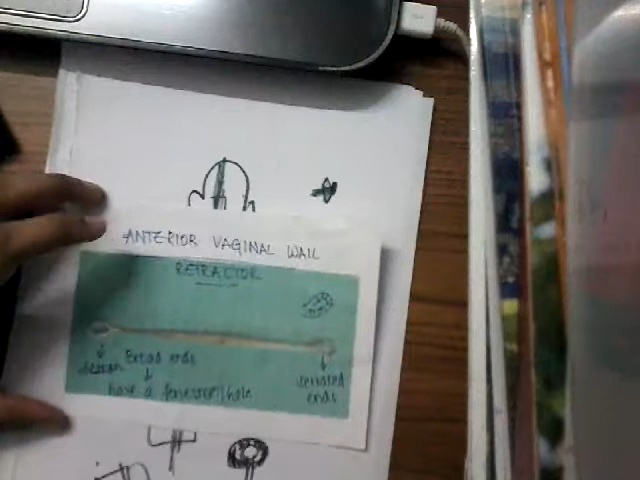 ANTERIOR VAGINAL WALL
RETRACTOR
Broad ends
have a fenestra/hole
serrated
ends